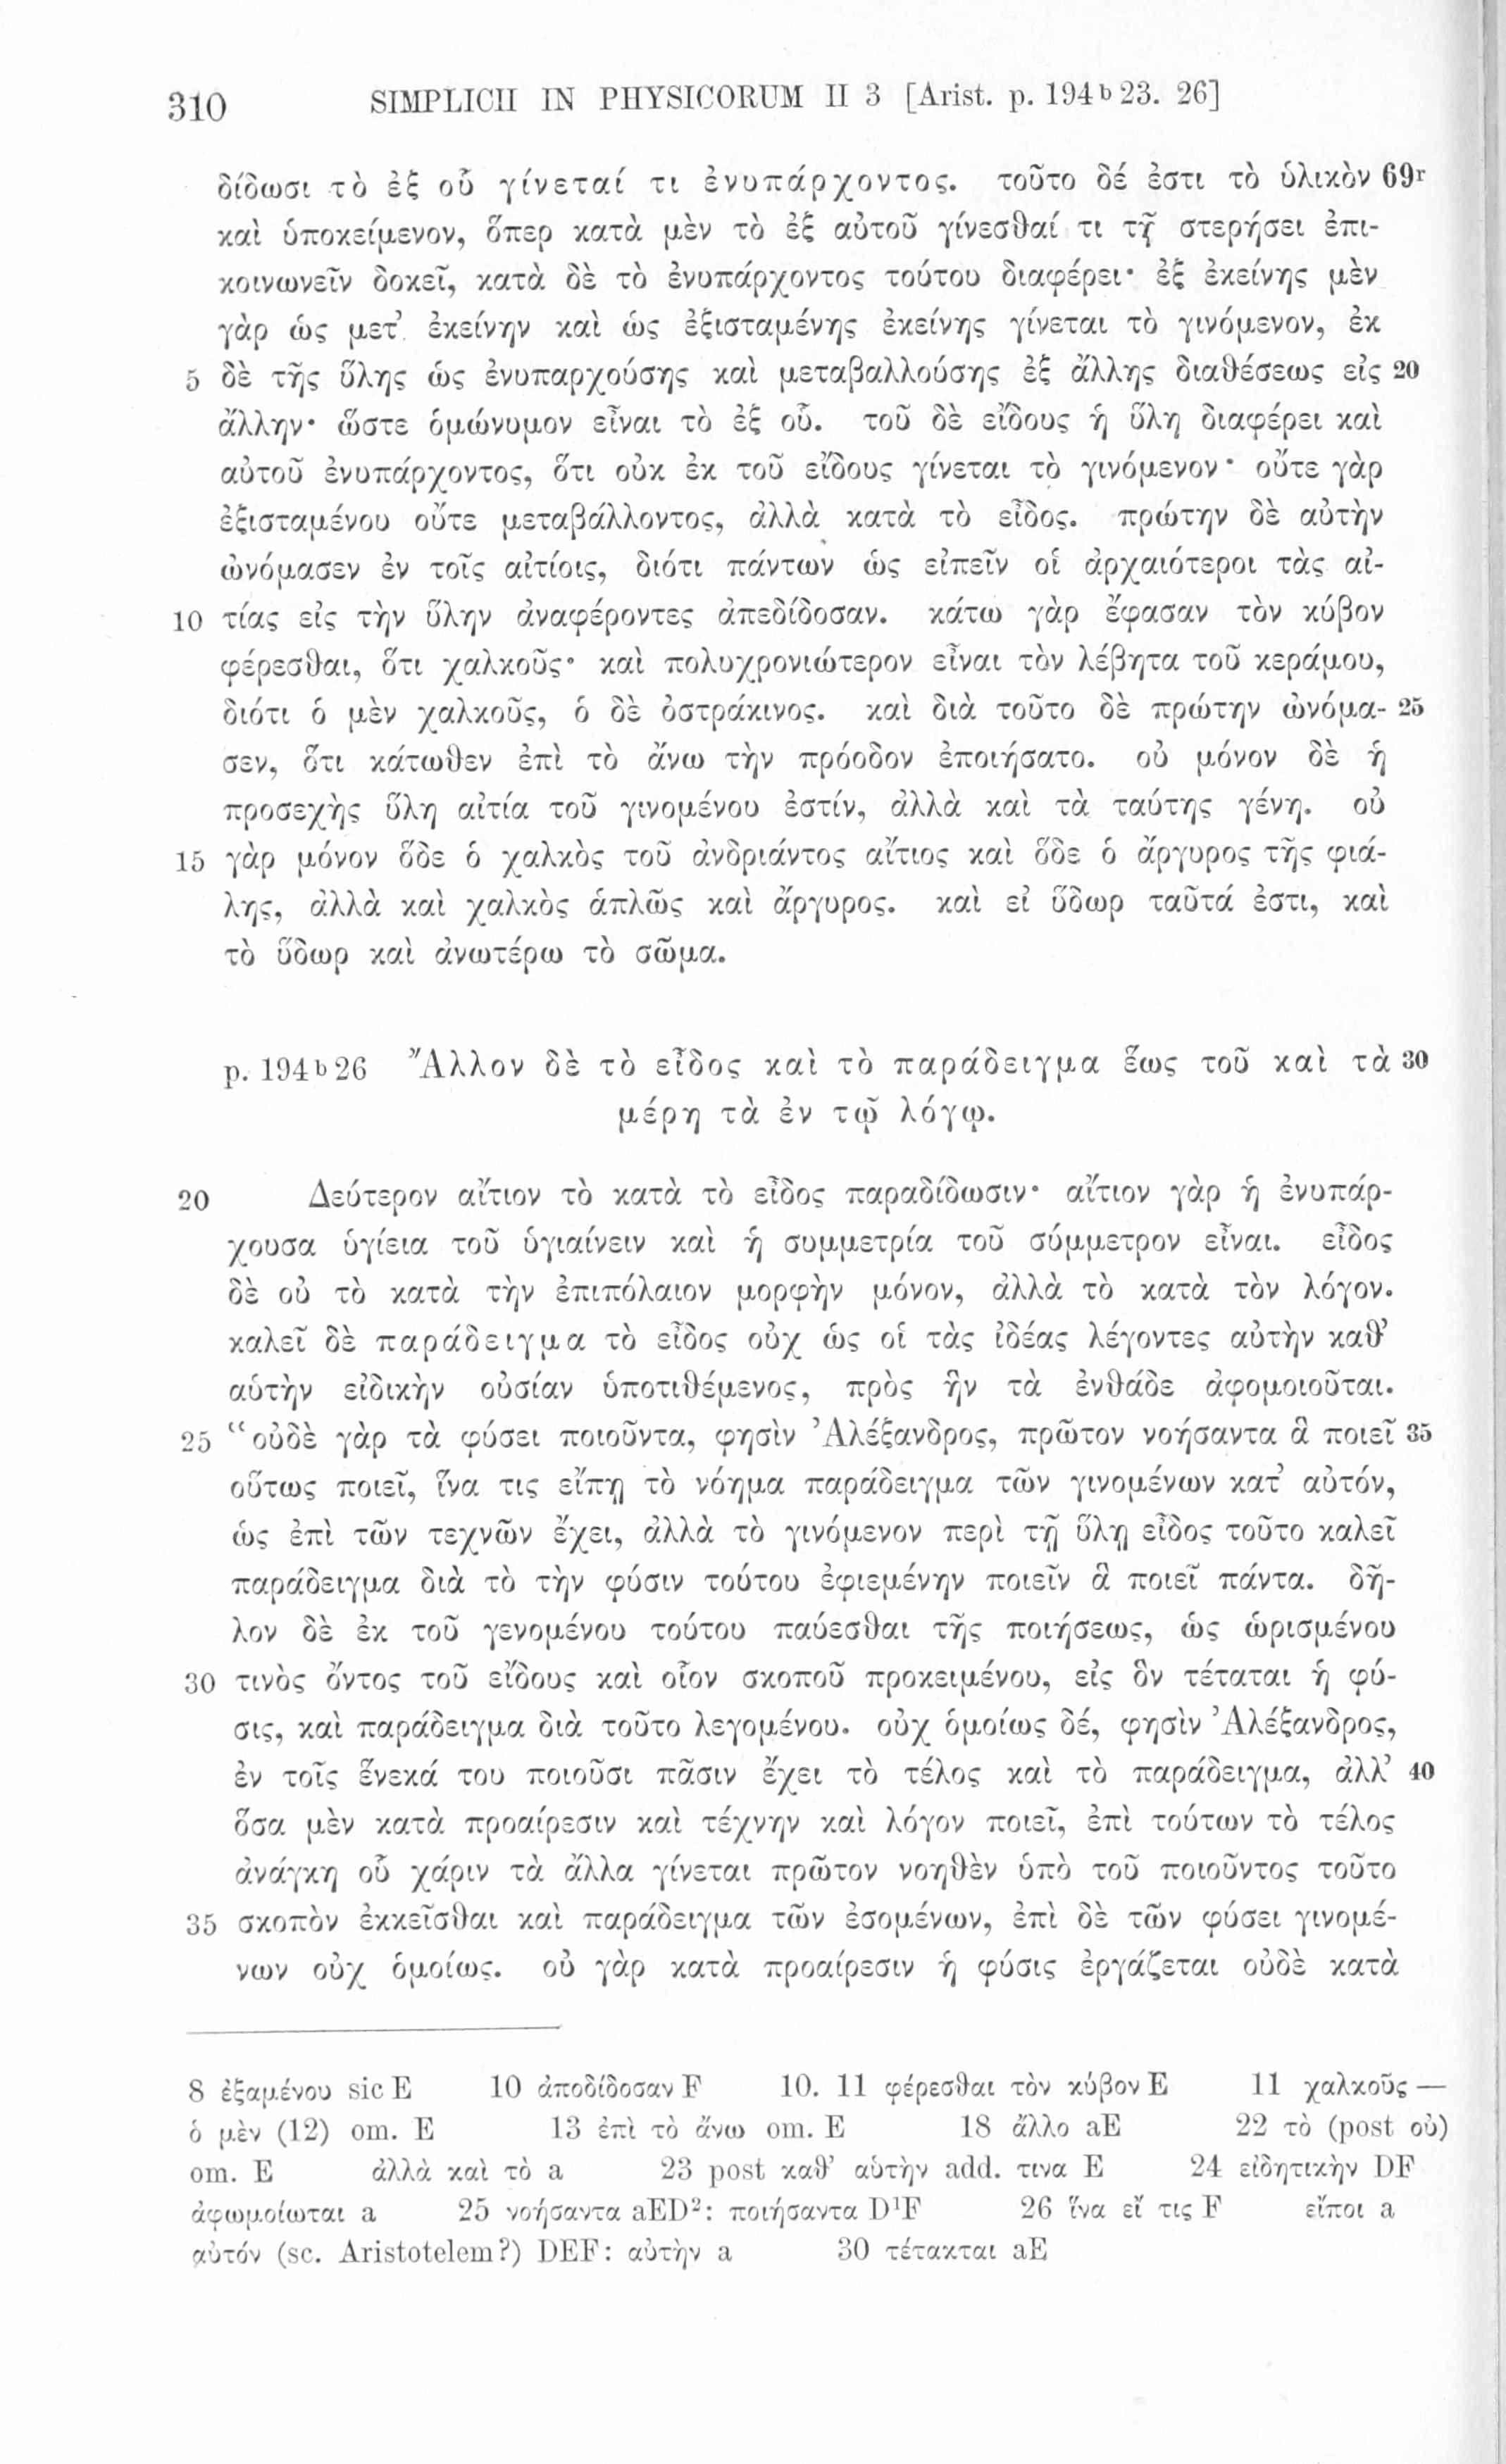 310 SIMPLICII IN PHYSICORUM II 3 [Arist. p. 194 b 23. 26]
δίδωσι τὸ ἐξ οὗ γίνεταί τι ἐνυπάρχοντος. τοῦτο δέ ἐστι τὸ ὑλικὸν 69r
καὶ ὑποκείμενον, ὅπερ κατὰ μὲν τὸ ἐξ αὐτοῦ γίνεσθαί τι τῇ στερήσει ἐπι-
κοινωνεῖν δοκεῖ, κατὰ δὲ τὸ ἐνυπάρχοντος τούτου διαφέρει· ἐξ ἐκείνης μὲν
γὰρ ὡς μετ’ ἐκείνην καὶ ὡς ἐξισταμένης ἐκείνης γίνεται τὸ γινόμενον, ἐκ
5 δὲ τῆς ὕλης ὡς ἐνυπαρχούσης καὶ μεταβαλλούσης ἐξ ἄλλης διαθέσεως εἰς 20
ἄλλην· ὥστε ὁμώνυμον εἶναι τὸ ἐξ οὗ. τοῦ δὲ εἴδους ἡ ὕλη διαφέρει καὶ
αὐτοῦ ἐνυπάρχοντος, ὅτι οὐκ ἐκ τοῦ εἴδους γίνεται τὸ γινόμενον· οὔτε γὰρ
ἐξισταμένου οὔτε μεταβάλλοντος, ἀλλὰ κατὰ τὸ εἶδος. πρώτην δὲ αὐτὴν
ὠνόμασεν ἐν τοῖς αἰτίοις, διότι πάντων ὡς εἰπεῖν οἱ ἀρχαιότεροι τὰς αἰ-
10 τίας εἰς τὴν ὕλην ἀναφέροντες ἀπεδίδοσαν. κάτω γὰρ ἔφασαν τὸν κύβον
φέρεσθαι, ὅτι χαλκοῦς· καὶ πολυχρονιώτερον εἶναι τὸν λέβητα τοῦ κεράμου,
διότι ὁ μὲν χαλκοῦς, ὁ δὲ ὀστράκινος. καὶ διὰ τοῦτο δὲ πρώτην ὠνόμα- 25
σεν, ὅτι κάτωθεν ἐπὶ τὸ ἄνω τὴν πρόοδον ἐποιήσατο. οὐ μόνον δὲ ἡ
προσεχὴς ὕλη αἰτία τοῦ γινομένου ἐστίν, ἀλλὰ καὶ τὰ ταύτης γένη. οὐ
15 γὰρ μόνον ὅδε ὁ χαλκὸς τοῦ ἀνδριάντος αἴτιος καὶ ὅδε ὁ ἄργυρος τῆς φιά-
λης, ἀλλὰ καὶ χαλκὸς ἁπλῶς καὶ ἄργυρος. καὶ εἰ ὕδωρ ταῦτά ἐστι, καὶ
τὸ ὕδωρ καὶ ἀνωτέρω τὸ σῶμα.
p. 194 b 26 Ἄλλον δὲ τὸ εἶδος καὶ τὸ παράδειγμα ἕως τοῦ καὶ τὰ 30
μέρη τὰ ἐν τῷ λόγῳ.
20 Δεύτερον αἴτιον τὸ κατὰ τὸ εἶδος παραδίδωσιν· αἴτιον γὰρ ἡ ἐνυπάρ-
χουσα ὑγίεια τοῦ ὑγιαίνειν καὶ ἡ συμμετρία τοῦ σύμμετρον εἶναι. εἶδος
δὲ οὐ τὸ κατὰ τὴν ἐπιπόλαιον μορφὴν μόνον, ἀλλὰ τὸ κατὰ τὸν λόγον.
καλεῖ δὲ παράδειγμα τὸ εἶδος οὐχ ὡς οἱ τὰς ἰδέας λέγοντες αὐτὴν καθ’
αὑτὴν εἰδικὴν οὐσίαν ὑποτιθέμενος, πρὸς ἣν τὰ ἐνθάδε ἀφομοιοῦται.
25 “οὐδὲ γὰρ τὰ φύσει ποιοῦντα, φησὶν Ἀλέξανδρος, πρῶτον νοήσαντα ἃ ποιεῖ 35
οὕτως ποιεῖ, ἵνα τις εἴπῃ τὸ νόημα παράδειγμα τῶν γινομένων κατ’ αὐτόν,
ὡς ἐπὶ τῶν τεχνῶν ἔχει, ἀλλὰ τὸ γινόμενον περὶ τῇ ὕλῃ εἶδος τοῦτο καλεῖ
παράδειγμα διὰ τὸ τὴν φύσιν τούτου ἐφιεμένην ποιεῖν ἃ ποιεῖ πάντα. δῆ-
λον δὲ ἐκ τοῦ γενομένου τούτου παύεσθαι τῆς ποιήσεως, ὡς ὡρισμένου
30 τινὸς ὄντος τοῦ εἴδους καὶ οἷον σκοποῦ προκειμένου, εἰς ὃν τέταται ἡ φύ-
σις, καὶ παράδειγμα διὰ τοῦτο λεγομένου. οὐχ ὁμοίως δέ, φησὶν Ἀλέξανδρος,
ἐν τοῖς ἕνεκά του ποιοῦσι πᾶσιν ἔχει τὸ τέλος καὶ τὸ παράδειγμα, ἀλλ’ 40
ὅσα μὲν κατὰ προαίρεσιν καὶ τέχνην καὶ λόγον ποιεῖ, ἐπὶ τούτων τὸ τέλος
ἀνάγκη οὗ χάριν τὰ ἄλλα γίνεται πρῶτον νοηθὲν ὑπὸ τοῦ ποιοῦντος τοῦτο
35 σκοπὸν ἐκκεῖσθαι καὶ παράδειγμα τῶν ἐσομένων, ἐπὶ δὲ τῶν φύσει γινομέ-
νων οὐχ ὁμοίως. οὐ γὰρ κατὰ προαίρεσιν ἡ φύσις ἐργάζεται οὐδὲ κατὰ
8 ἐξαμένου sic E 10 ἀποδίδοσαν F 10. 11 φέρεσθαι τὸν κύβον E 11 χαλκοῦς —
ὁ μὲν (12) om. E 13 ἐπὶ τὸ ἄνω om. E 18 ἄλλο aE 22 τὸ (post οὐ)
om. E ἀλλὰ καὶ τὸ a 23 post καθ’ αὑτὴν add. τινα E 24 εἰδητικὴν DF
ἀφωμοίωται a 25 νοήσαντα aED²: ποιήσαντα D¹F 26 ἵνα εἴ τις F εἴποι a
αὐτόν (sc. Aristotelem?) DEF: αὐτὴν a 30 τέτακται aE